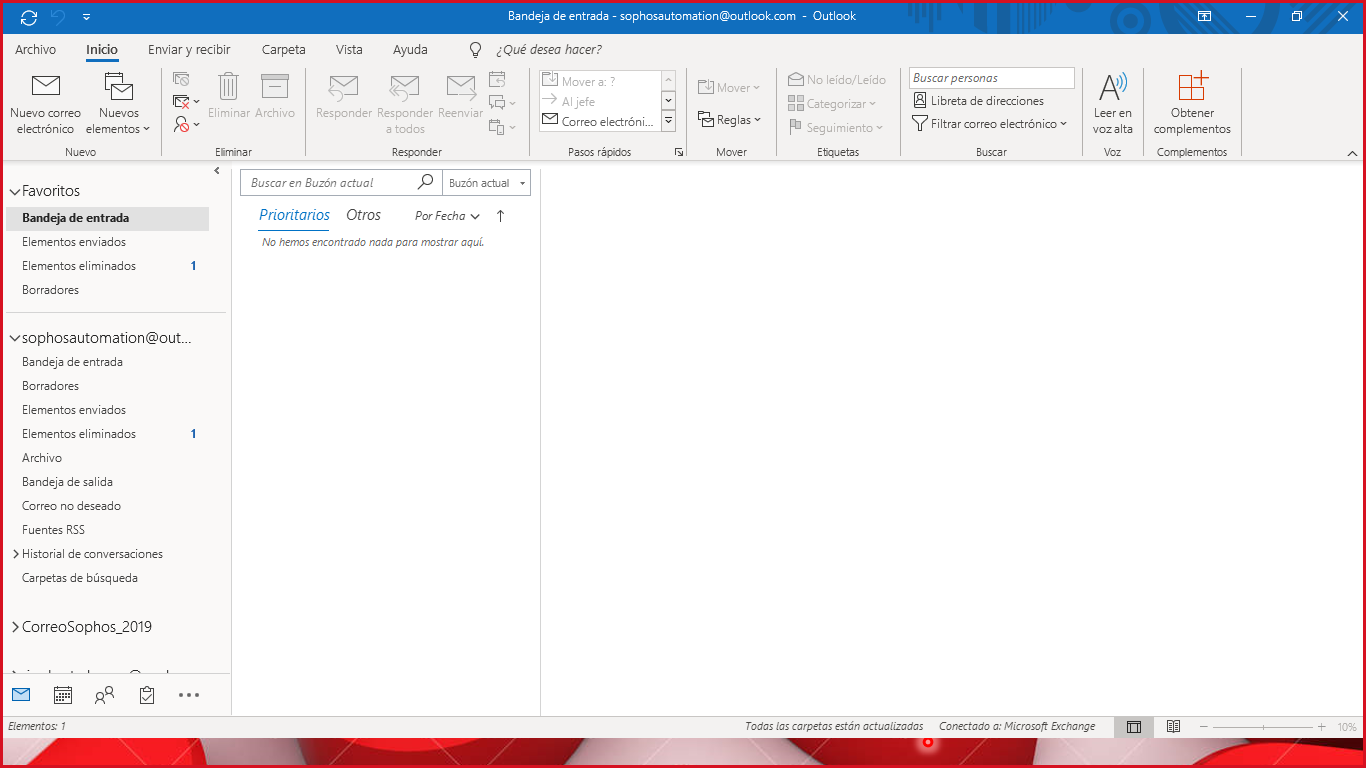 Bandeja de entrada - sophosautomation@outlook.com - Outlook
Archivo Inicio Enviar y recibir Carpeta Vista Ayuda ¿Qué desea hacer?
Nuevo correo electrónico
Nuevos elementos
Nuevo
Eliminar Archivo
Eliminar
Responder
Responder a todos
Reenviar
Responder
Mover a: ?
Al jefe
Correo electróni...
Pasos rápidos
Mover
Reglas
Mover
No leído/Leído
Categorizar
Seguimiento
Etiquetas
Buscar personas
Libreta de direcciones
Filtrar correo electrónico
Buscar
Leer en voz alta
Voz
Obtener complementos
Complementos
Favoritos
Bandeja de entrada
Elementos enviados
Elementos eliminados 1
Borradores
sophosautomation@out...
Bandeja de entrada
Borradores
Elementos enviados
Elementos eliminados 1
Archivo
Bandeja de salida
Correo no deseado
Fuentes RSS
Historial de conversaciones
Carpetas de búsqueda
CorreoSophos_2019
Buscar en Buzón actual Buzón actual
Prioritarios Otros Por Fecha
No hemos encontrado nada para mostrar aquí.
Elementos: 1 Todas las carpetas están actualizadas Conectado a: Microsoft Exchange 10%